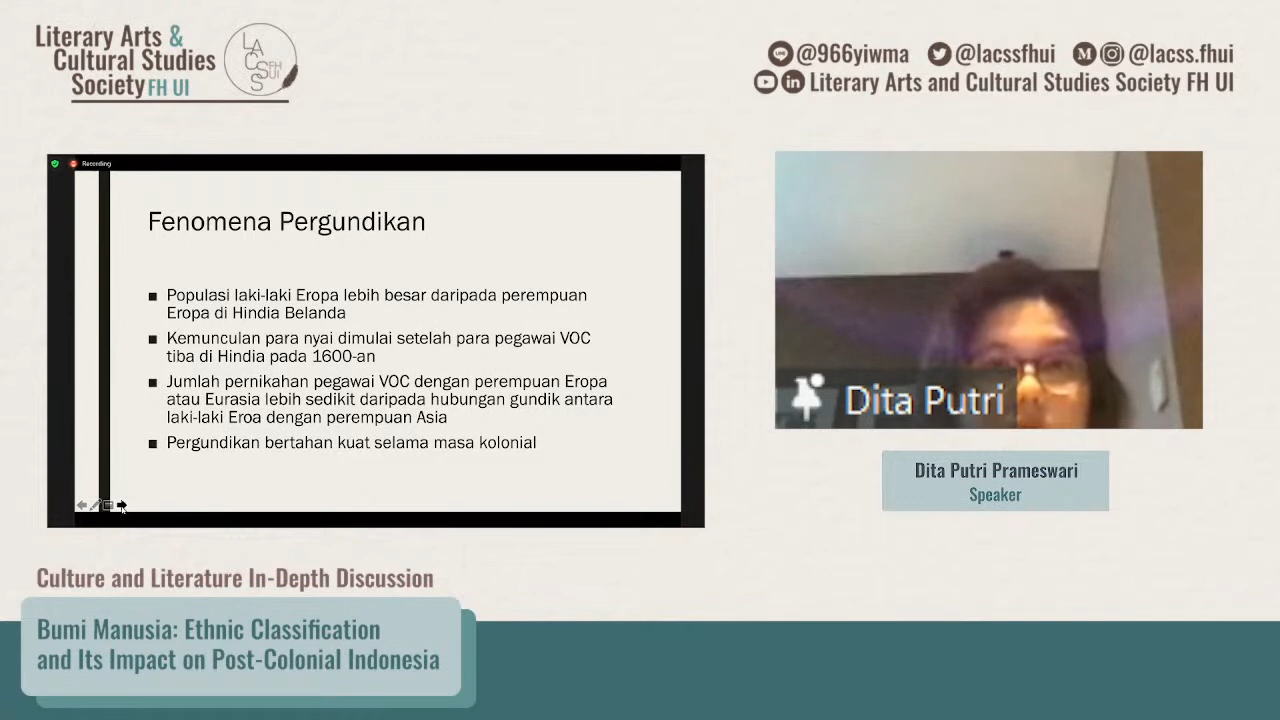 Literary Arts &
Cultural Studies
Society FH UI
LACSS FH UI
@966yiwma @lacssfhui @lacss.fhui
Literary Arts and Cultural Studies Society FH UI
Recording
Fenomena Pergundikan
Populasi laki-laki Eropa lebih besar daripada perempuan
Eropa di Hindia Belanda
Kemunculan para nyai dimulai setelah para pegawai VOC
tiba di Hindia pada 1600-an
Jumlah pernikahan pegawai VOC dengan perempuan Eropa
atau Eurasia lebih sedikit daripada hubungan gundik antara
laki-laki Eroa dengan perempuan Asia
Pergundikan bertahan kuat selama masa kolonial
Dita Putri
Dita Putri Prameswari
Speaker
Culture and Literature In-Depth Discussion
Bumi Manusia: Ethnic Classification
and Its Impact on Post-Colonial Indonesia